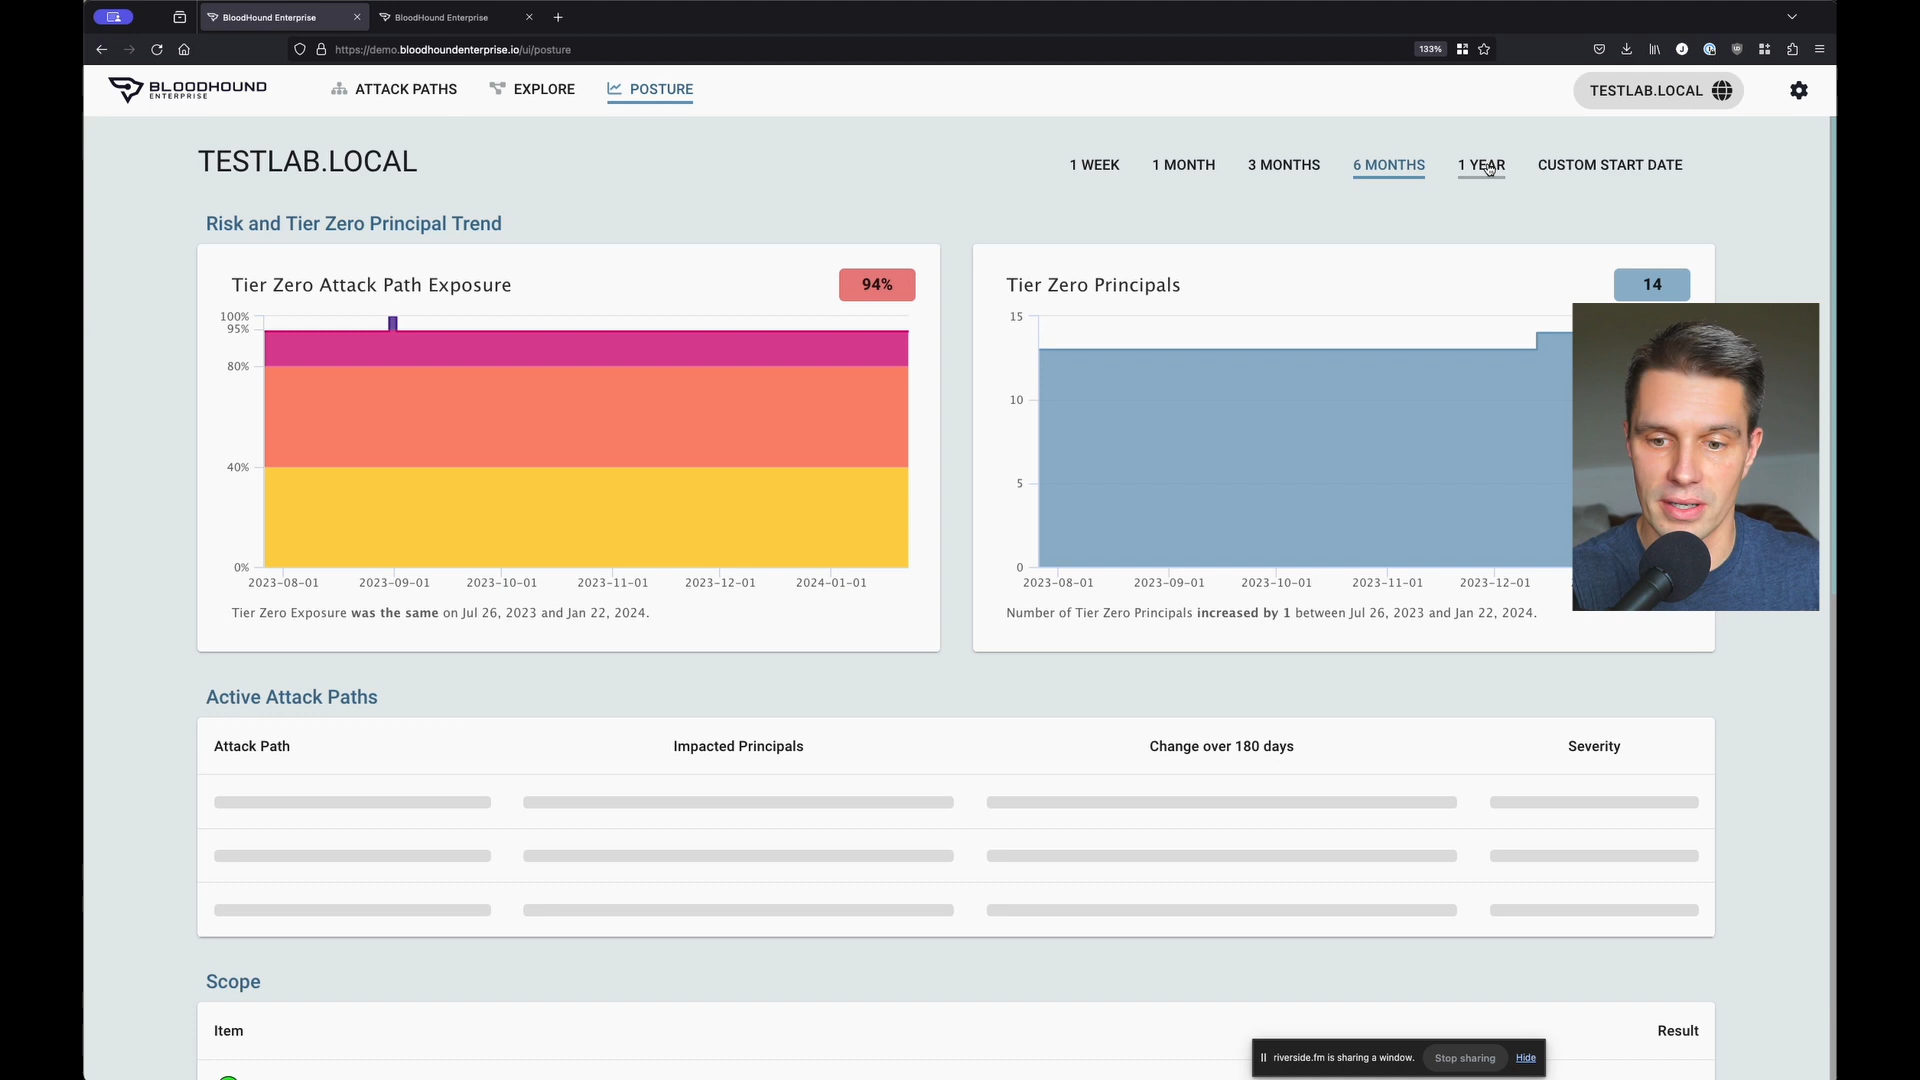 BloodHound Enterprise
BloodHound Enterprise
https://demo.bloodhoundenterprise.io/ui/posture
133%
BLOODHOUND
ENTERPRISE
ATTACK PATHS
EXPLORE
POSTURE
TESTLAB.LOCAL
TESTLAB.LOCAL
1 WEEK
1 MONTH
3 MONTHS
6 MONTHS
1 YEAR
CUSTOM START DATE
Risk and Tier Zero Principal Trend
Tier Zero Attack Path Exposure
94%
100%
95%
80%
40%
0%
2023-08-01
2023-09-01
2023-10-01
2023-11-01
2023-12-01
2024-01-01
Tier Zero Exposure was the same on Jul 26, 2023 and Jan 22, 2024.
Tier Zero Principals
14
15
10
5
0
2023-08-01
2023-09-01
2023-10-01
2023-11-01
2023-12-01
Number of Tier Zero Principals increased by 1 between Jul 26, 2023 and Jan 22, 2024.
Active Attack Paths
Attack Path
Impacted Principals
Change over 180 days
Severity
Scope
Item
Result
riverside.fm is sharing a window.
Stop sharing
Hide